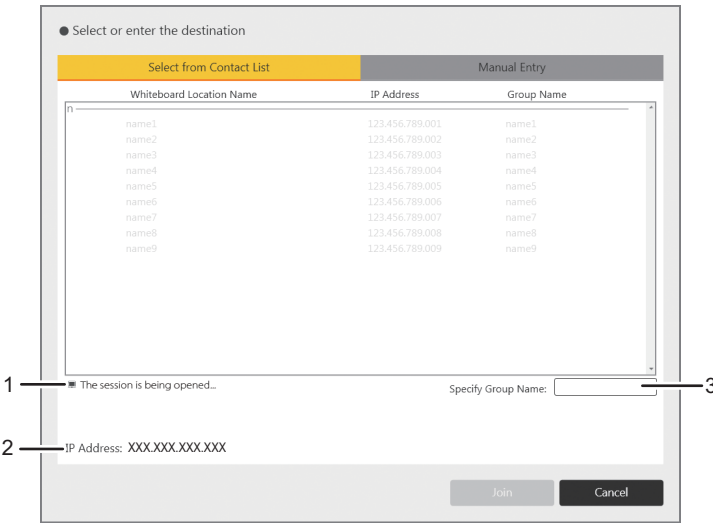 Select or enter the destination
Select from Contact List Manual Entry
Whiteboard Location Name IP Address Group Name
n
name1 123.456.789.001 name1
name2 123.456.789.002 name2
name3 123.456.789.003 name3
name4 123.456.789.004 name4
name5 123.456.789.005 name5
name6 123.456.789.006 name6
name7 123.456.789.007 name7
name8 123.456.789.008 name8
name9 123.456.789.009 name9
1 The session is being opened... Specify Group Name: 3
2 IP Address: XXX.XXX.XXX.XXX
Join Cancel